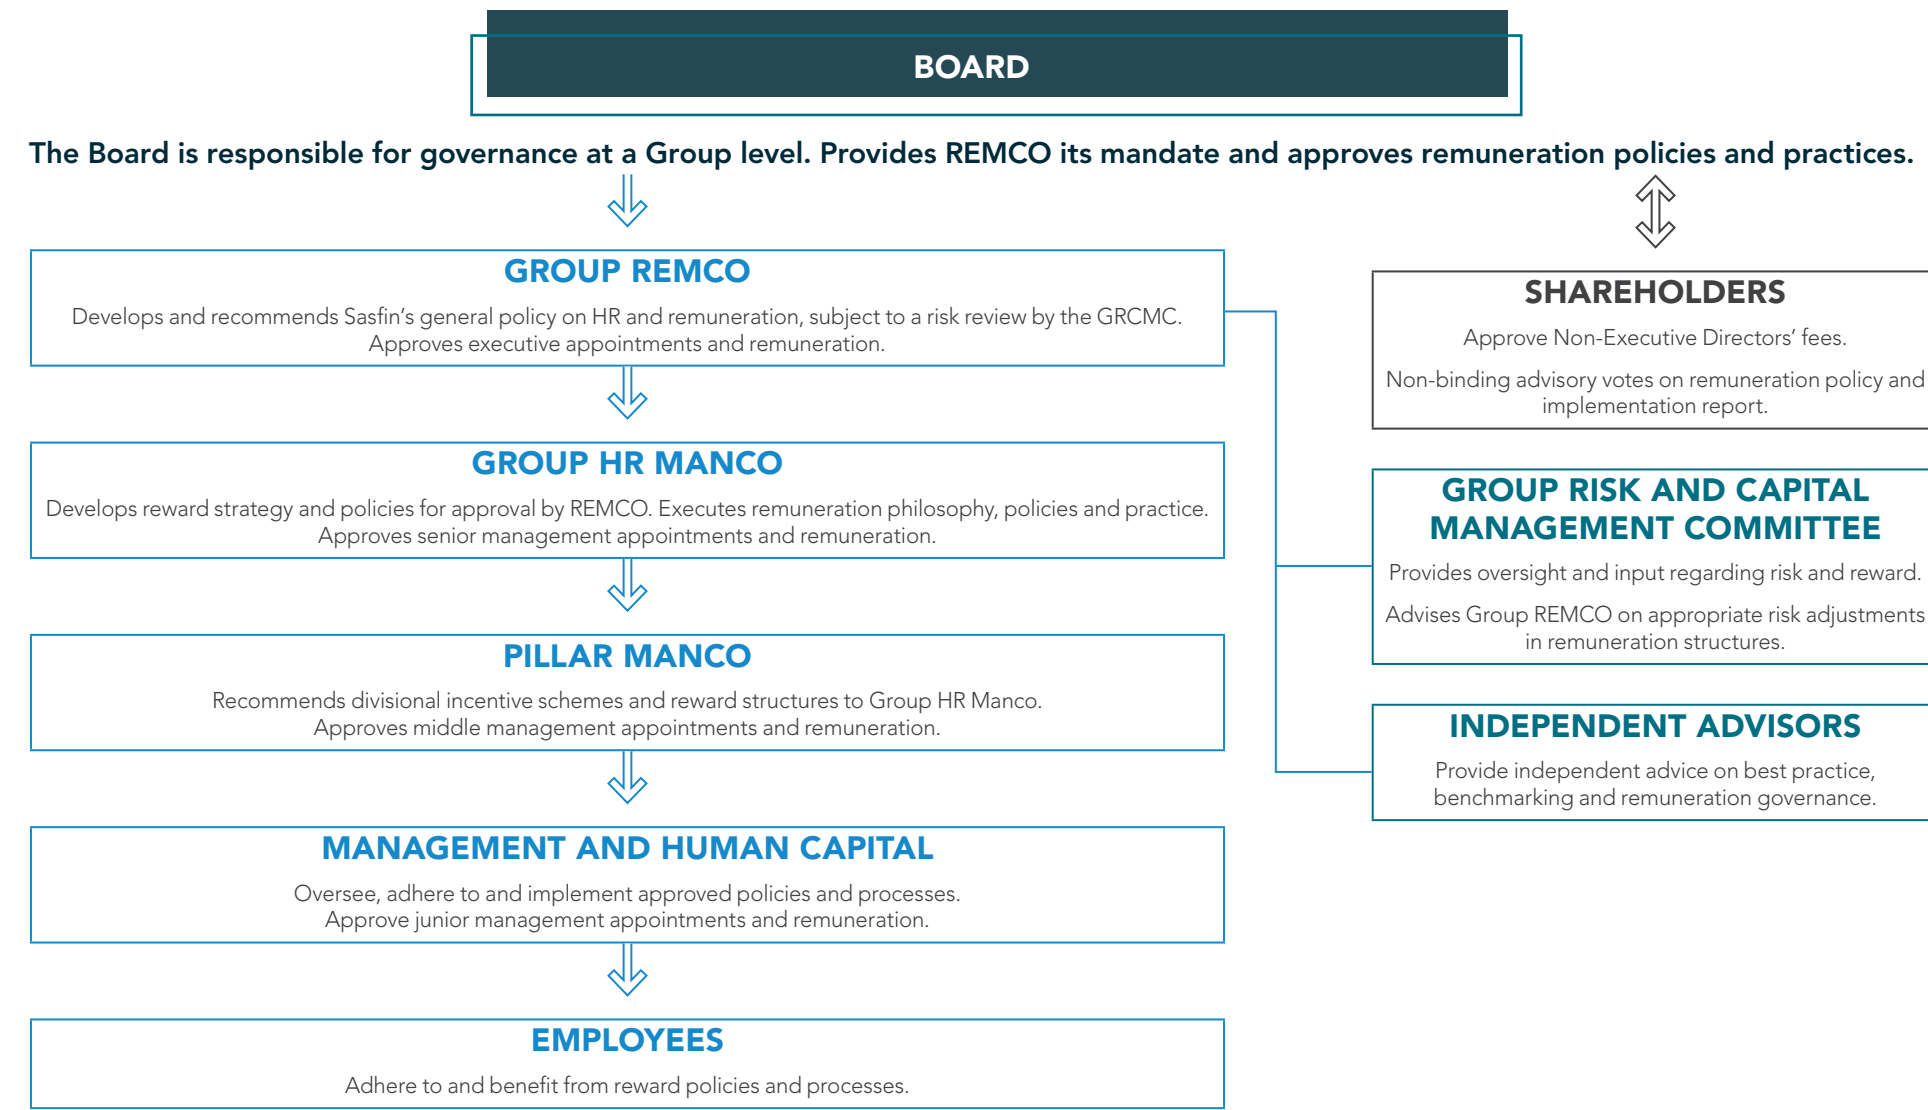 BOARD
The Board is responsible for governance at a Group level. Provides REMCO its mandate and approves remuneration policies and practices.
GROUP REMCO
Develops and recommends Sasfin’s general policy on HR and remuneration, subject to a risk review by the GRCMC.
Approves executive appointments and remuneration.
GROUP HR MANCO
Develops reward strategy and policies for approval by REMCO. Executes remuneration philosophy, policies and practice.
Approves senior management appointments and remuneration.
PILLAR MANCO
Recommends divisional incentive schemes and reward structures to Group HR Manco.
Approves middle management appointments and remuneration.
MANAGEMENT AND HUMAN CAPITAL
Oversee, adhere to and implement approved policies and processes.
Approve junior management appointments and remuneration.
EMPLOYEES
Adhere to and benefit from reward policies and processes.
SHAREHOLDERS
Approve Non-Executive Directors’ fees.
Non-binding advisory votes on remuneration policy and
implementation report.
GROUP RISK AND CAPITAL
MANAGEMENT COMMITTEE
Provides oversight and input regarding risk and reward.
Advises Group REMCO on appropriate risk adjustments
in remuneration structures.
INDEPENDENT ADVISORS
Provide independent advice on best practice,
benchmarking and remuneration governance.